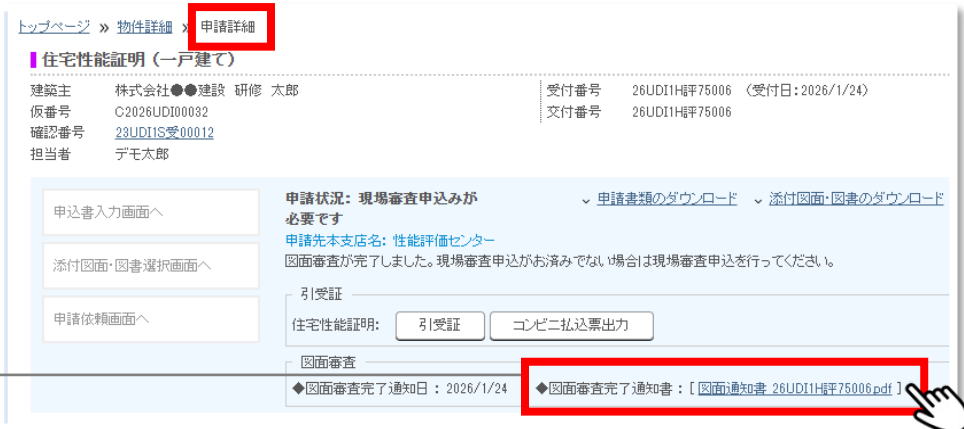 トップページ » 物件詳細 » 申請詳細
住宅性能証明（一戸建て）
建築主 株式会社●●建設 研修 太郎 受付番号 26UDI1H評平75006 （受付日:2026/1/24）
仮番号 C2026UDI00032 交付番号 26UDI1H評平75006
確認番号 23UDI1S受00012
担当者 デモ太郎
申込書入力画面へ
添付図面・図書選択画面へ
申請依頼画面へ
申請状況: 現場審査申込みが
必要です
申請書類のダウンロード 添付図面・図書のダウンロード
申請先本支店名: 性能評価センター
図面審査が完了しました。現場審査申込がお済みでない場合は現場審査申込を行ってください。
引受証
住宅性能証明: 引受証 コンビニ払込票出力
図面審査
◆図面審査完了通知日 : 2026/1/24 ◆図面審査完了通知書 : [ 図面通知書_26UDI1H評平75006.pdf ]